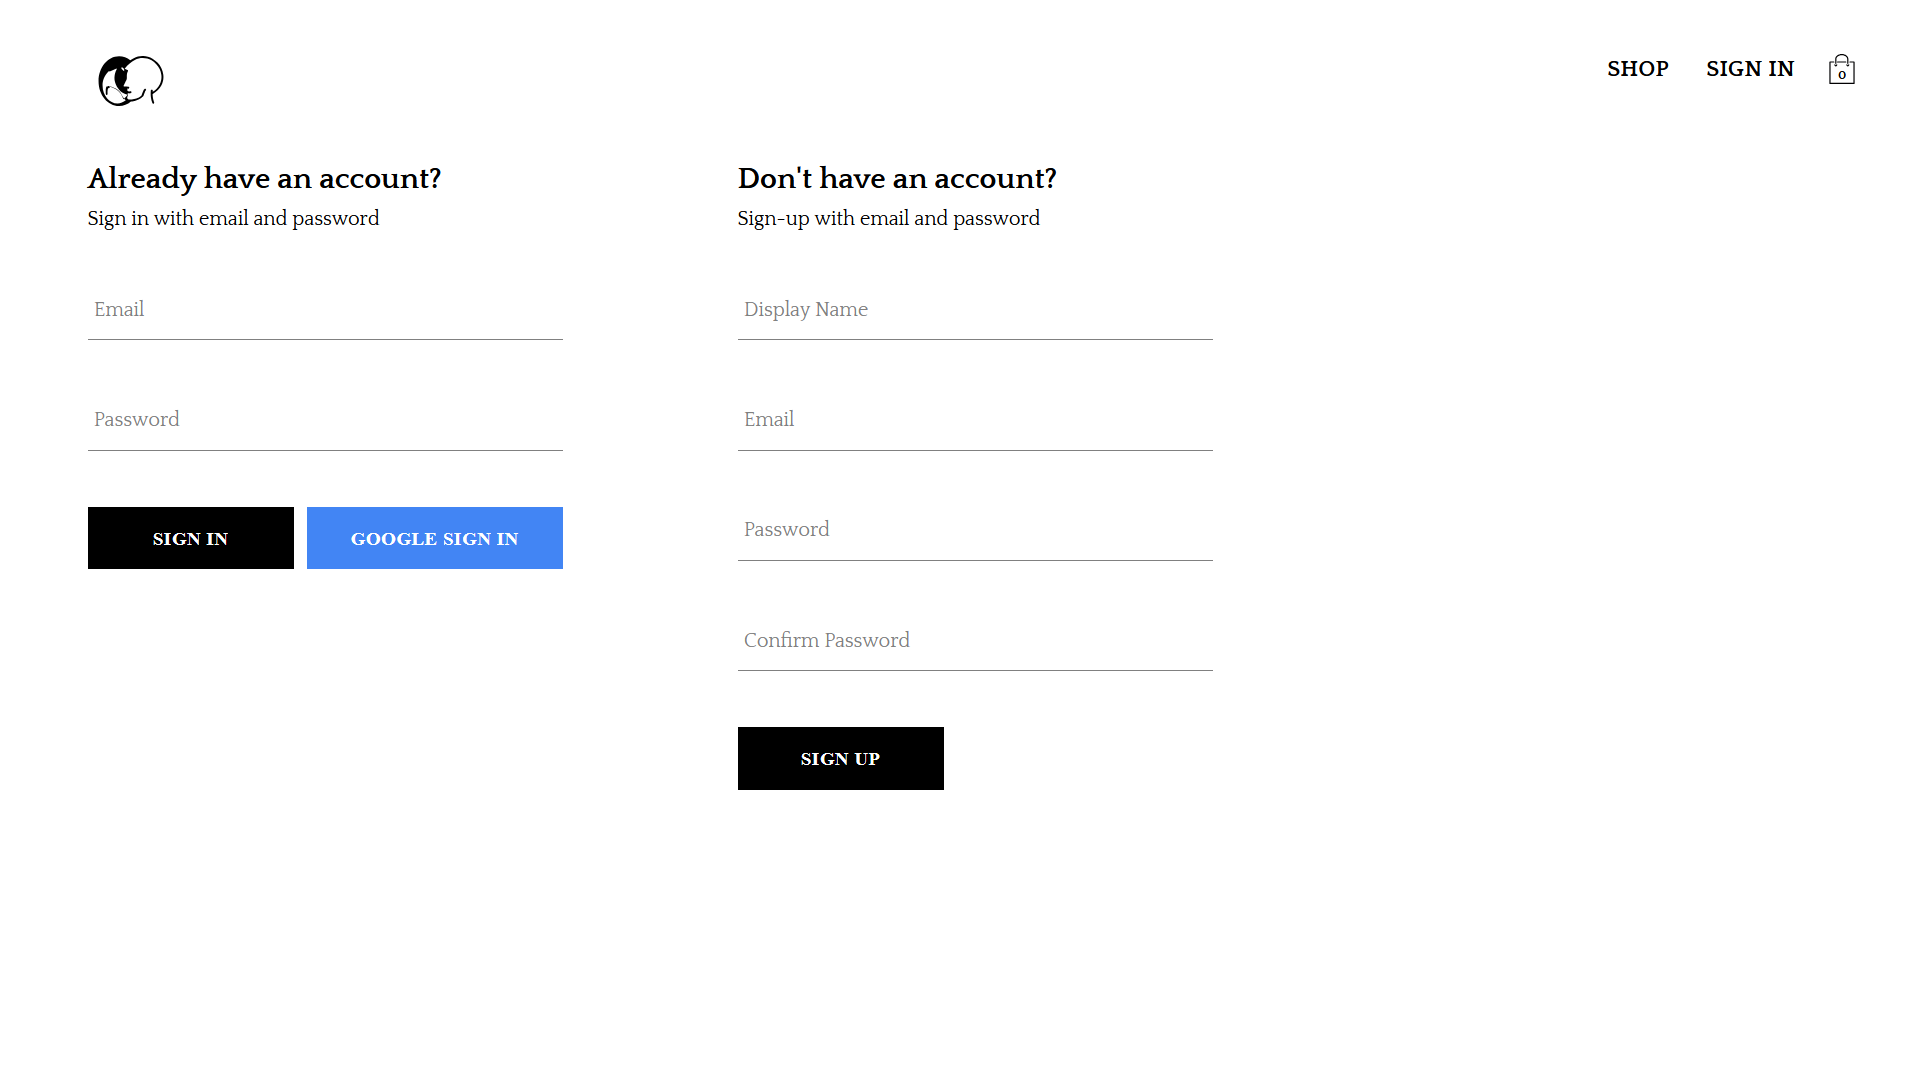 SHOP
SIGN IN
0
Already have an account?
Sign in with email and password
Email
Password
SIGN IN
GOOGLE SIGN IN
Don't have an account?
Sign-up with email and password
Display Name
Email
Password
Confirm Password
SIGN UP